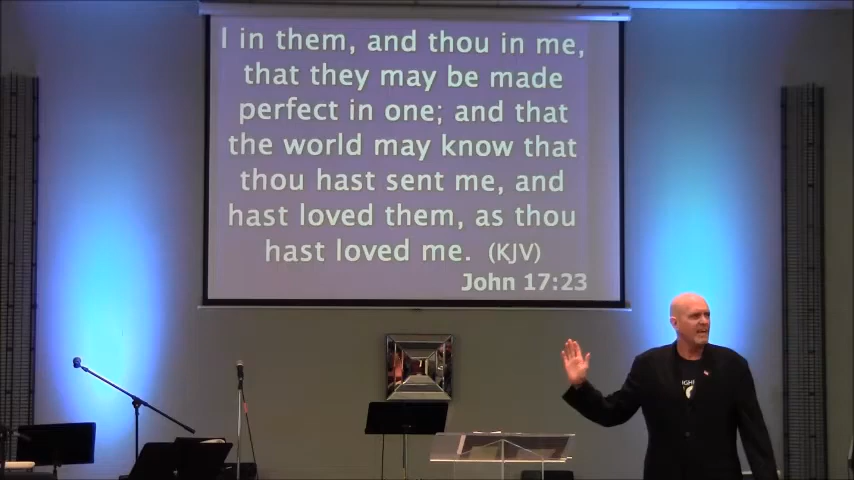 I in them, and thou in me,
that they may be made
perfect in one; and that
the world may know that
thou hast sent me, and
hast loved them, as thou
hast loved me. (KJV)
John 17:23